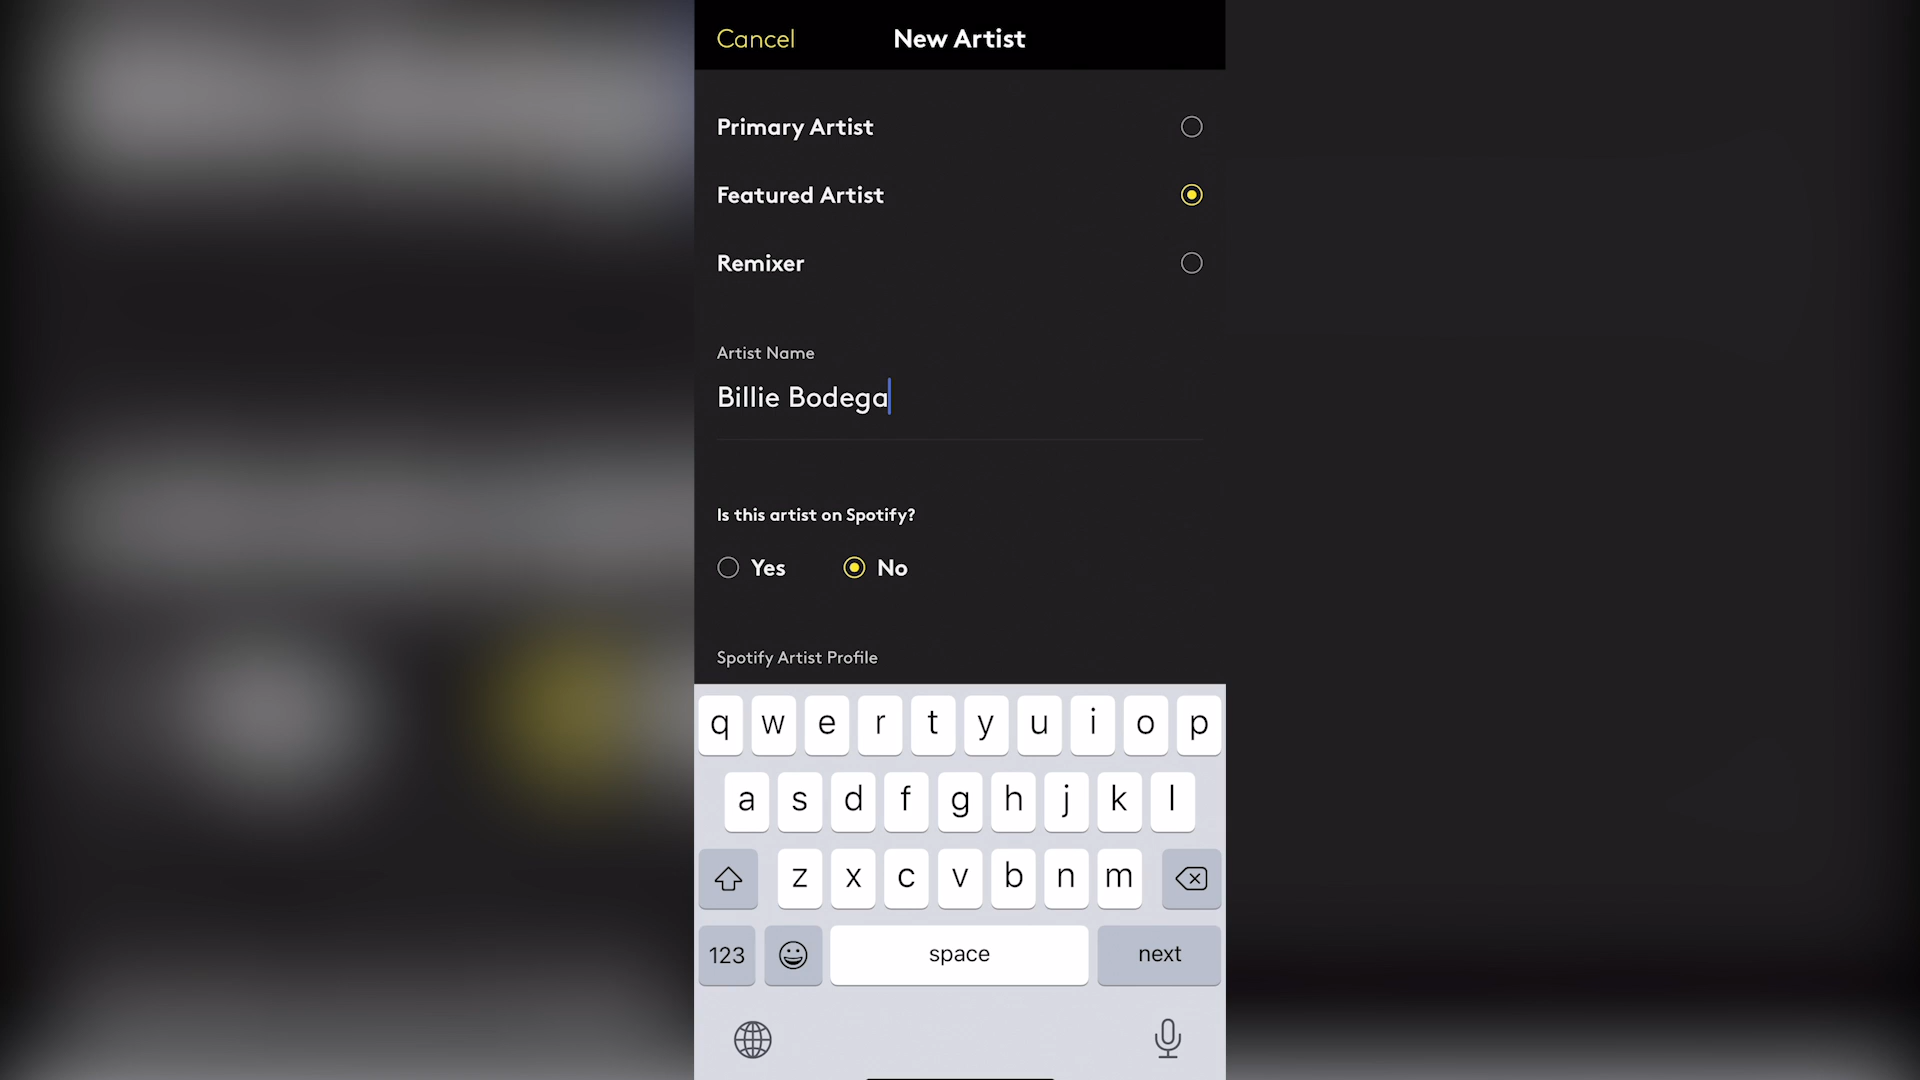 Cancel New Artist
Primary Artist
Featured Artist
Remixer
Artist Name
Billie Bodega
Is this artist on Spotify?
Yes No
Spotify Artist Profile
q w e r t y u i o p
a s d f g h j k l
z x c v b n m
123 space next